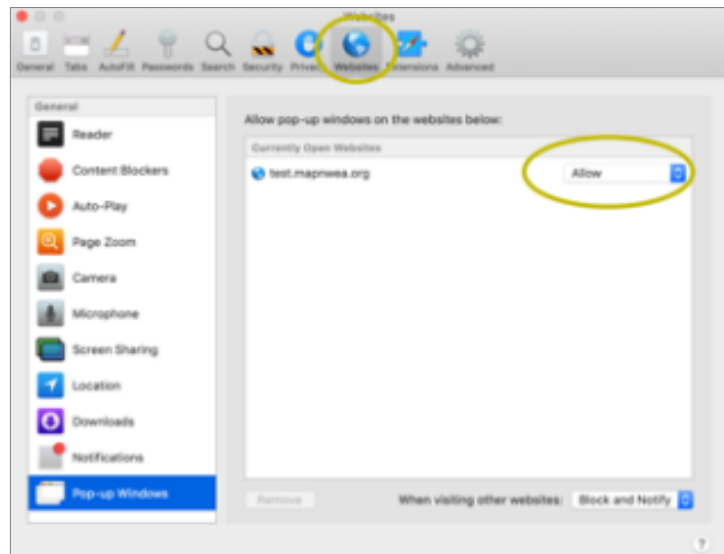 Websites
General Tabs AutoFill Passwords Search Security Privacy Websites Extensions Advanced
General
Reader
Content Blockers
Auto-Play
Page Zoom
Camera
Microphone
Screen Sharing
Location
Downloads
Notifications
Pop-up Windows
Allow pop-up windows on the websites below:
Currently Open Websites
test.mapnwea.org Allow
Remove When visiting other websites: Block and Notify
?